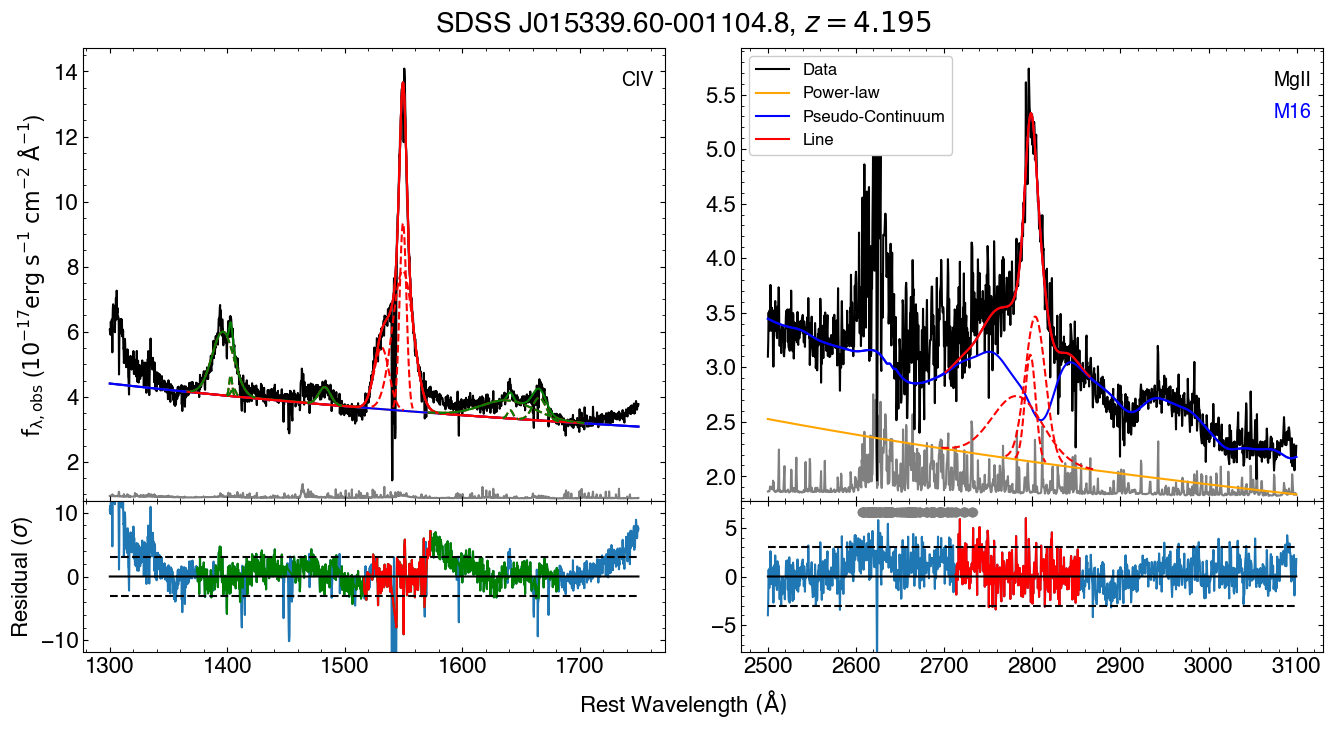 SDSS J015339.60-001104.8, z = 4.195
CIV
MgII
M16
Data
Power-law
Pseudo-Continuum
Line
f_λ, obs (10^−17 erg s^−1 cm^−2 Å^−1)
14
12
10
8
6
4
2
5.5
5.0
4.5
4.0
3.5
3.0
2.5
2.0
Residual (σ)
10
0
−10
5
0
−5
1300 1400 1500 1600 1700
2500 2600 2700 2800 2900 3000 3100
Rest Wavelength (Å)